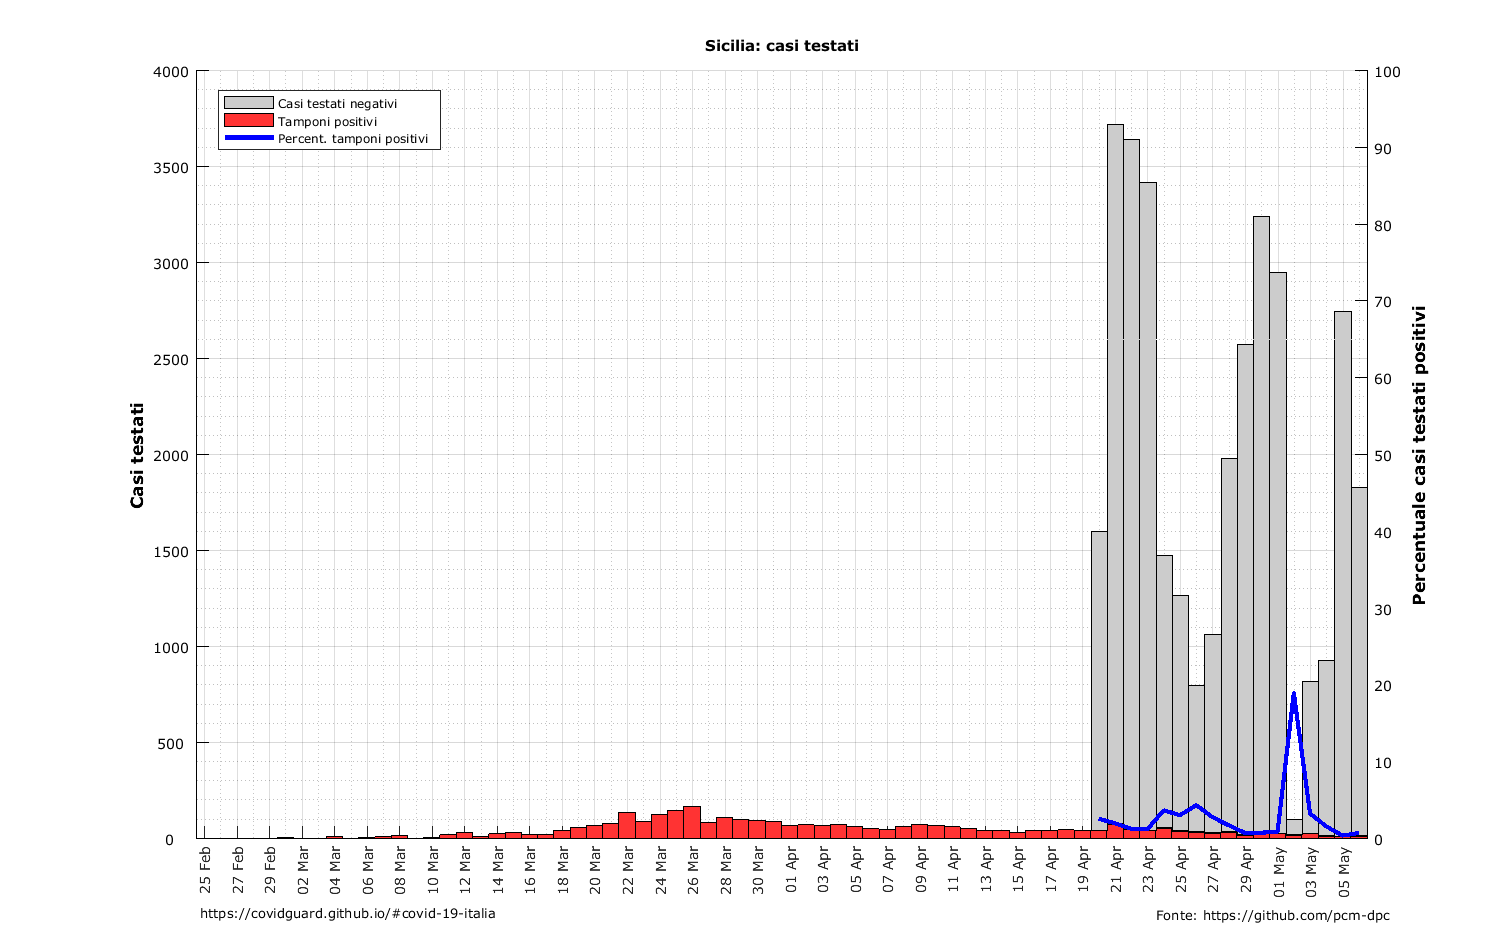 Sicilia: casi testati
Casi testati negativi
Tamponi positivi
Percent. tamponi positivi
Casi testati
4000
3500
3000
2500
2000
1500
1000
500
0
100
90
80
70
60
50
40
30
20
10
0
Percentuale casi testati positivi
25 Feb
27 Feb
29 Feb
02 Mar
04 Mar
06 Mar
08 Mar
10 Mar
12 Mar
14 Mar
16 Mar
18 Mar
20 Mar
22 Mar
24 Mar
26 Mar
28 Mar
30 Mar
01 Apr
03 Apr
05 Apr
07 Apr
09 Apr
11 Apr
13 Apr
15 Apr
17 Apr
19 Apr
21 Apr
23 Apr
25 Apr
27 Apr
29 Apr
01 May
03 May
05 May
https://covidguard.github.io/#covid-19-italia
Fonte: https://github.com/pcm-dpc